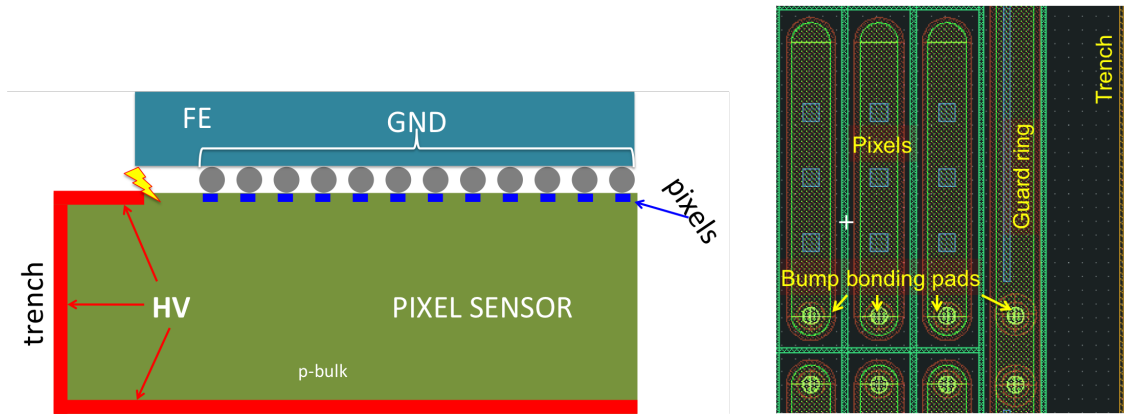 FE
GND
pixels
trench
HV
PIXEL SENSOR
p-bulk
Trench
Pixels
Guard ring
Bump bonding pads